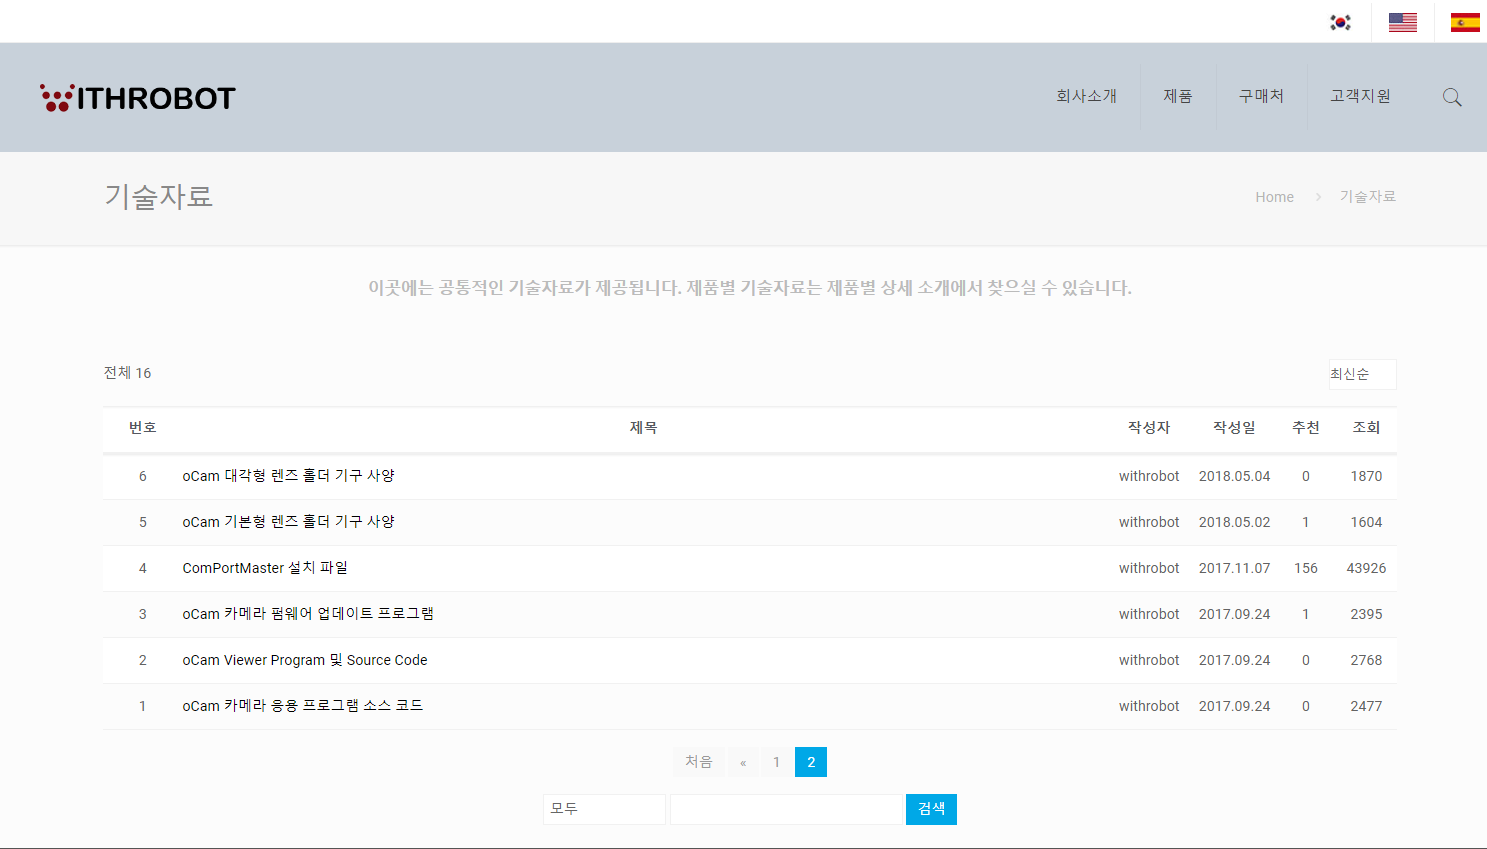 WITHROBOT
회사소개 제품 구매처 고객지원
기술자료
Home > 기술자료
이곳에는 공통적인 기술자료가 제공됩니다. 제품별 기술자료는 제품별 상세 소개에서 찾으실 수 있습니다.
전체 16
최신순
번호 제목 작성자 작성일 추천 조회
6 oCam 대각형 렌즈 홀더 기구 사양 withrobot 2018.05.04 0 1870
5 oCam 기본형 렌즈 홀더 기구 사양 withrobot 2018.05.02 1 1604
4 ComPortMaster 설치 파일 withrobot 2017.11.07 156 43926
3 oCam 카메라 펌웨어 업데이트 프로그램 withrobot 2017.09.24 1 2395
2 oCam Viewer Program 및 Source Code withrobot 2017.09.24 0 2768
1 oCam 카메라 응용 프로그램 소스 코드 withrobot 2017.09.24 0 2477
처음 « 1 2
모두 검색